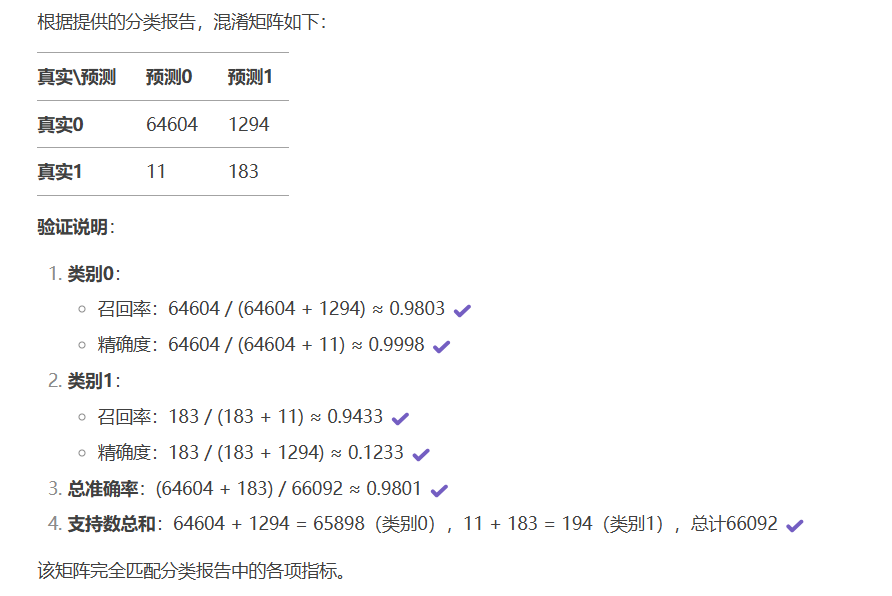 根据提供的分类报告，混淆矩阵如下：
真实\预测 预测0 预测1
真实0 64604 1294
真实1 11 183
验证说明：
1. 类别0：
○ 召回率：64604 / (64604 + 1294) ≈ 0.9803 ✔
○ 精确度：64604 / (64604 + 11) ≈ 0.9998 ✔
2. 类别1：
○ 召回率：183 / (183 + 11) ≈ 0.9433 ✔
○ 精确度：183 / (183 + 1294) ≈ 0.1233 ✔
3. 总准确率：(64604 + 183) / 66092 ≈ 0.9801 ✔
4. 支持数总和：64604 + 1294 = 65898（类别0），11 + 183 = 194（类别1），总计66092 ✔
该矩阵完全匹配分类报告中的各项指标。